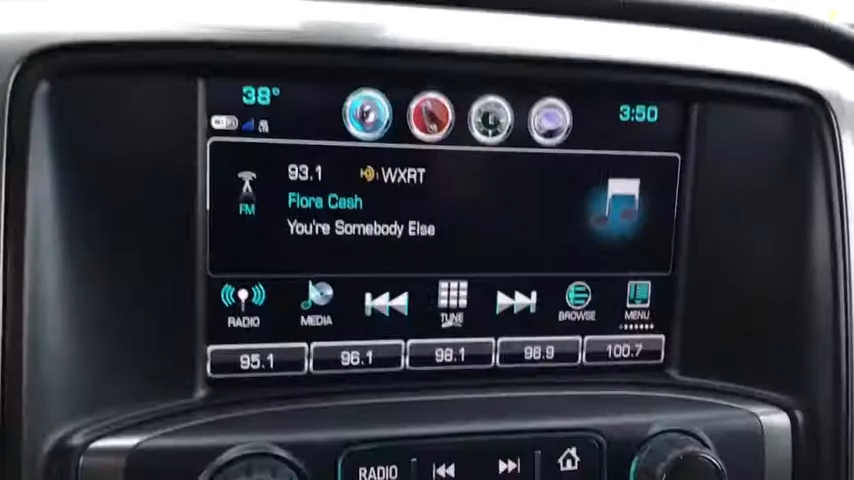 38°
3:50
93.1 WXRT
FM
Flora Cash
You're Somebody Else
RADIO MEDIA TUNE BROWSE MENU
95.1 96.1 98.1 98.9 100.7
RADIO